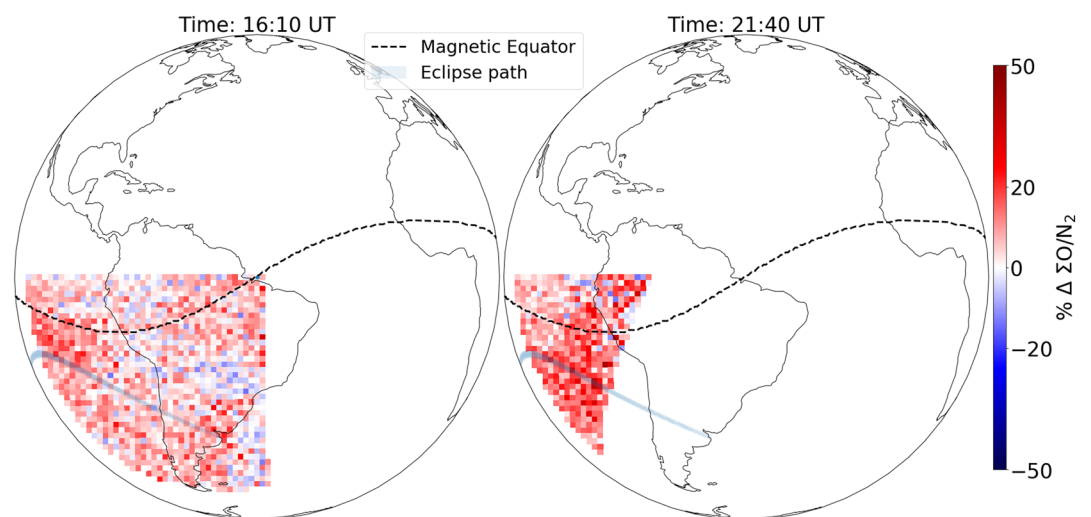 Time: 16:10 UT
Time: 21:40 UT
Magnetic Equator
Eclipse path
50
20
0
−20
−50
% Δ ΣO/N₂